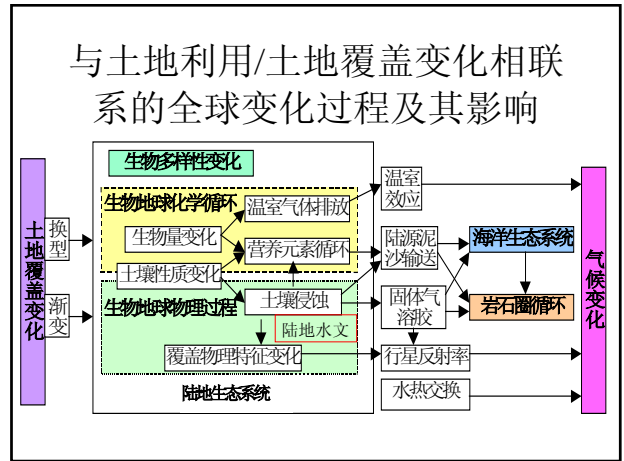 与土地利用/土地覆盖变化相联
系的全球变化过程及其影响
土地覆盖变化
换型
渐变
生物多样性变化
生物地球化学循环
温室气体排放
生物量变化
营养元素循环
土壤性质变化
生物地球物理过程
土壤侵蚀
陆地水文
覆盖物理特征变化
陆地生态系统
温室
效应
陆源泥
沙输送
固体气
溶胶
行星反射率
水热交换
海洋生态系统
岩石圈循环
气候变化